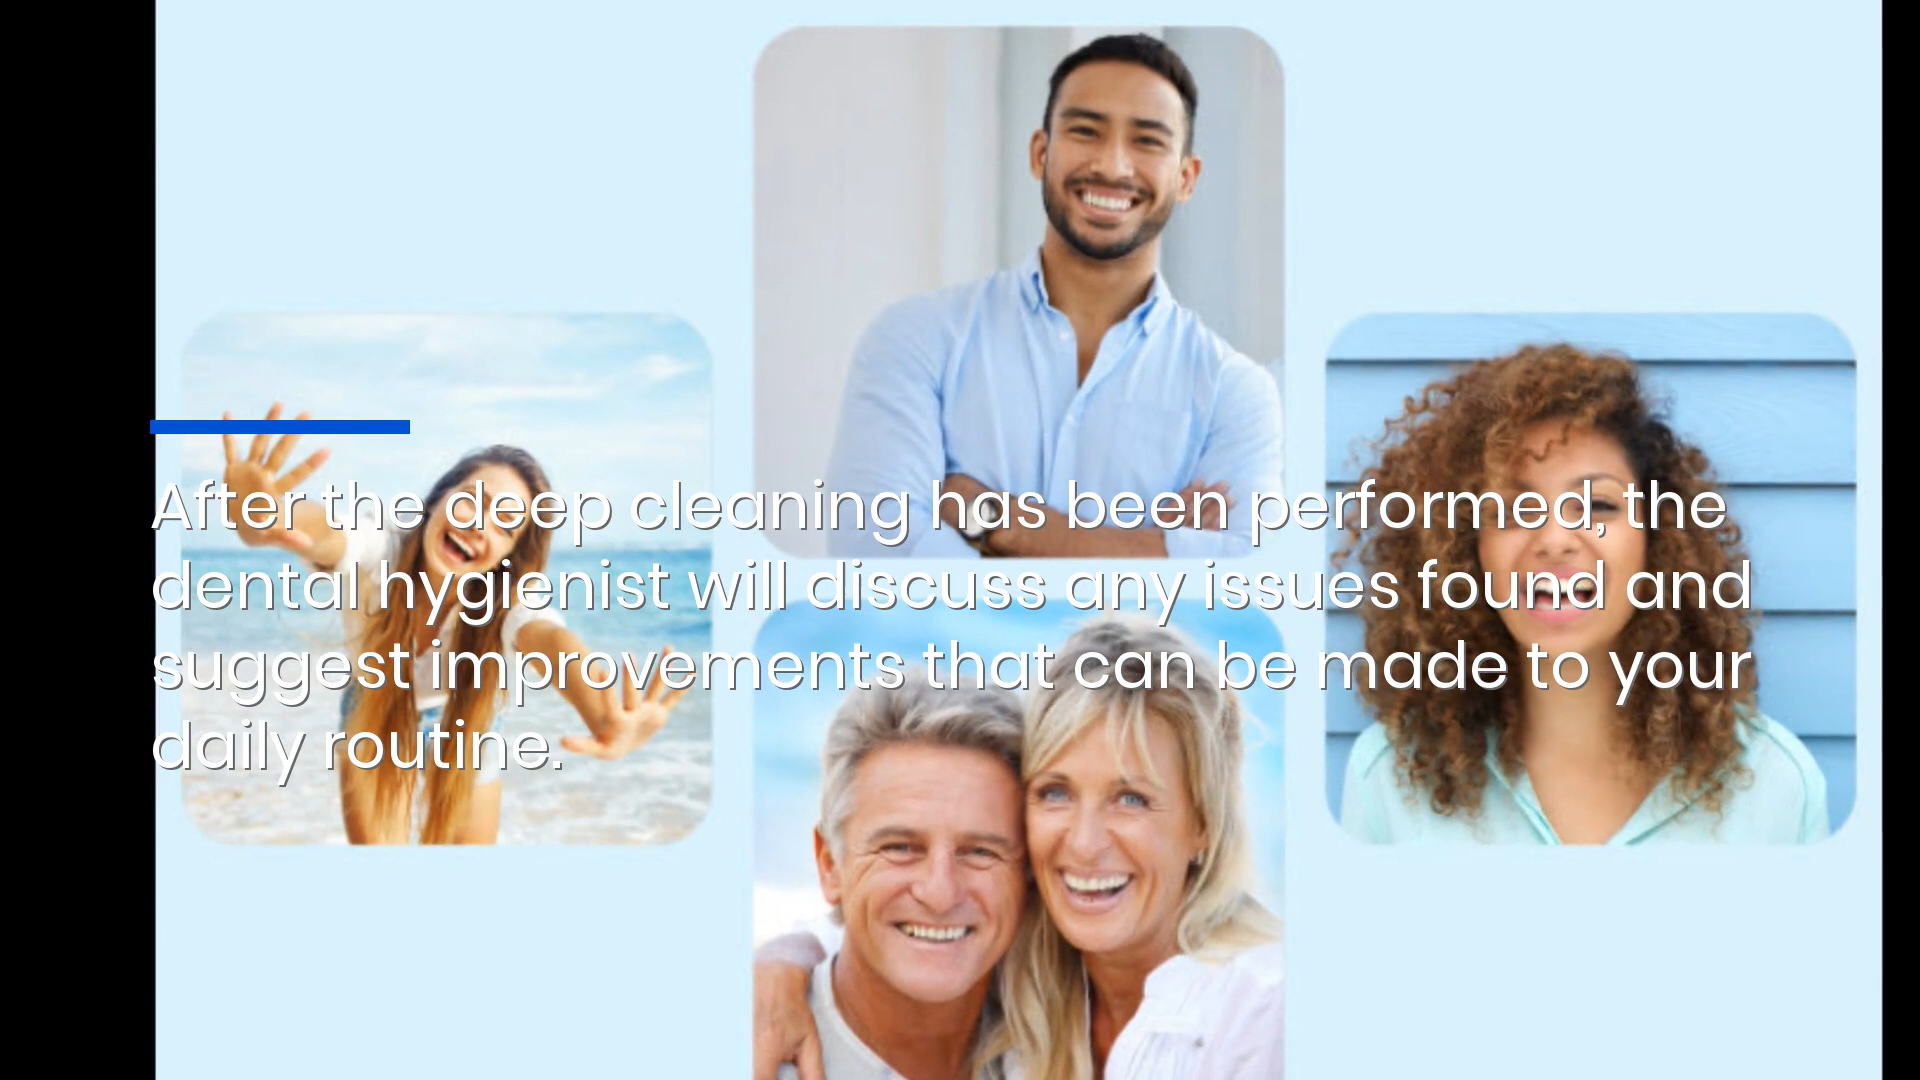 After the deep cleaning has been performed, the
dental hygienist will discuss any issues found and
suggest improvements that can be made to your
daily routine.